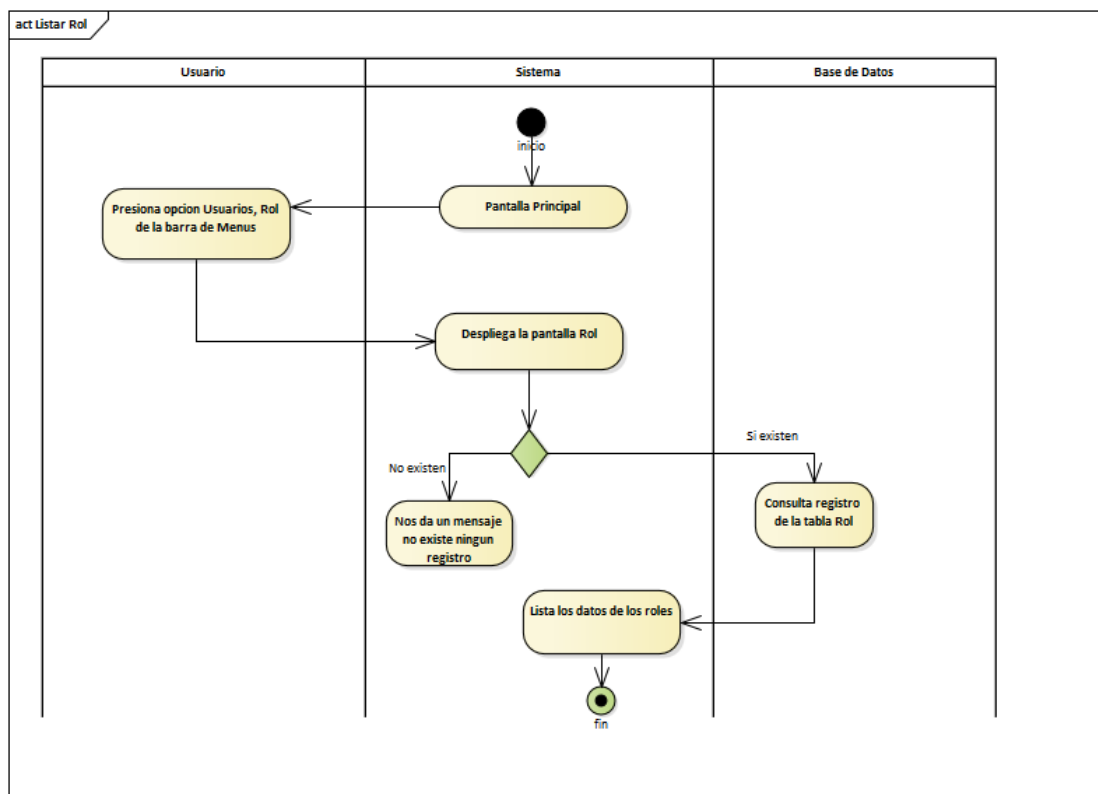 act Listar Rol
Usuario
Sistema
Base de Datos
inicio
Pantalla Principal
Presiona opcion Usuarios, Rol
de la barra de Menus
Despliega la pantalla Rol
Si existen
No existen
Consulta registro
de la tabla Rol
Nos da un mensaje
no existe ningun
registro
Lista los datos de los roles
fin